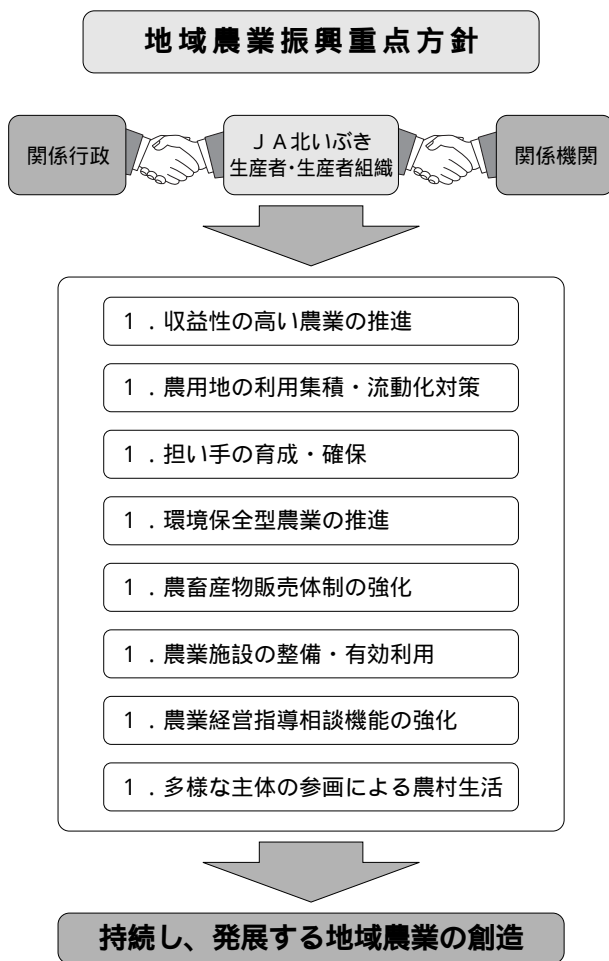 地域農業振興重点方針
関係行政
ＪＡ北いぶき
生産者・生産者組織
関係機関
１．収益性の高い農業の推進
１．農用地の利用集積・流動化対策
１．担い手の育成・確保
１．環境保全型農業の推進
１．農畜産物販売体制の強化
１．農業施設の整備・有効利用
１．農業経営指導相談機能の強化
１．多様な主体の参画による農村生活
持続し、発展する地域農業の創造